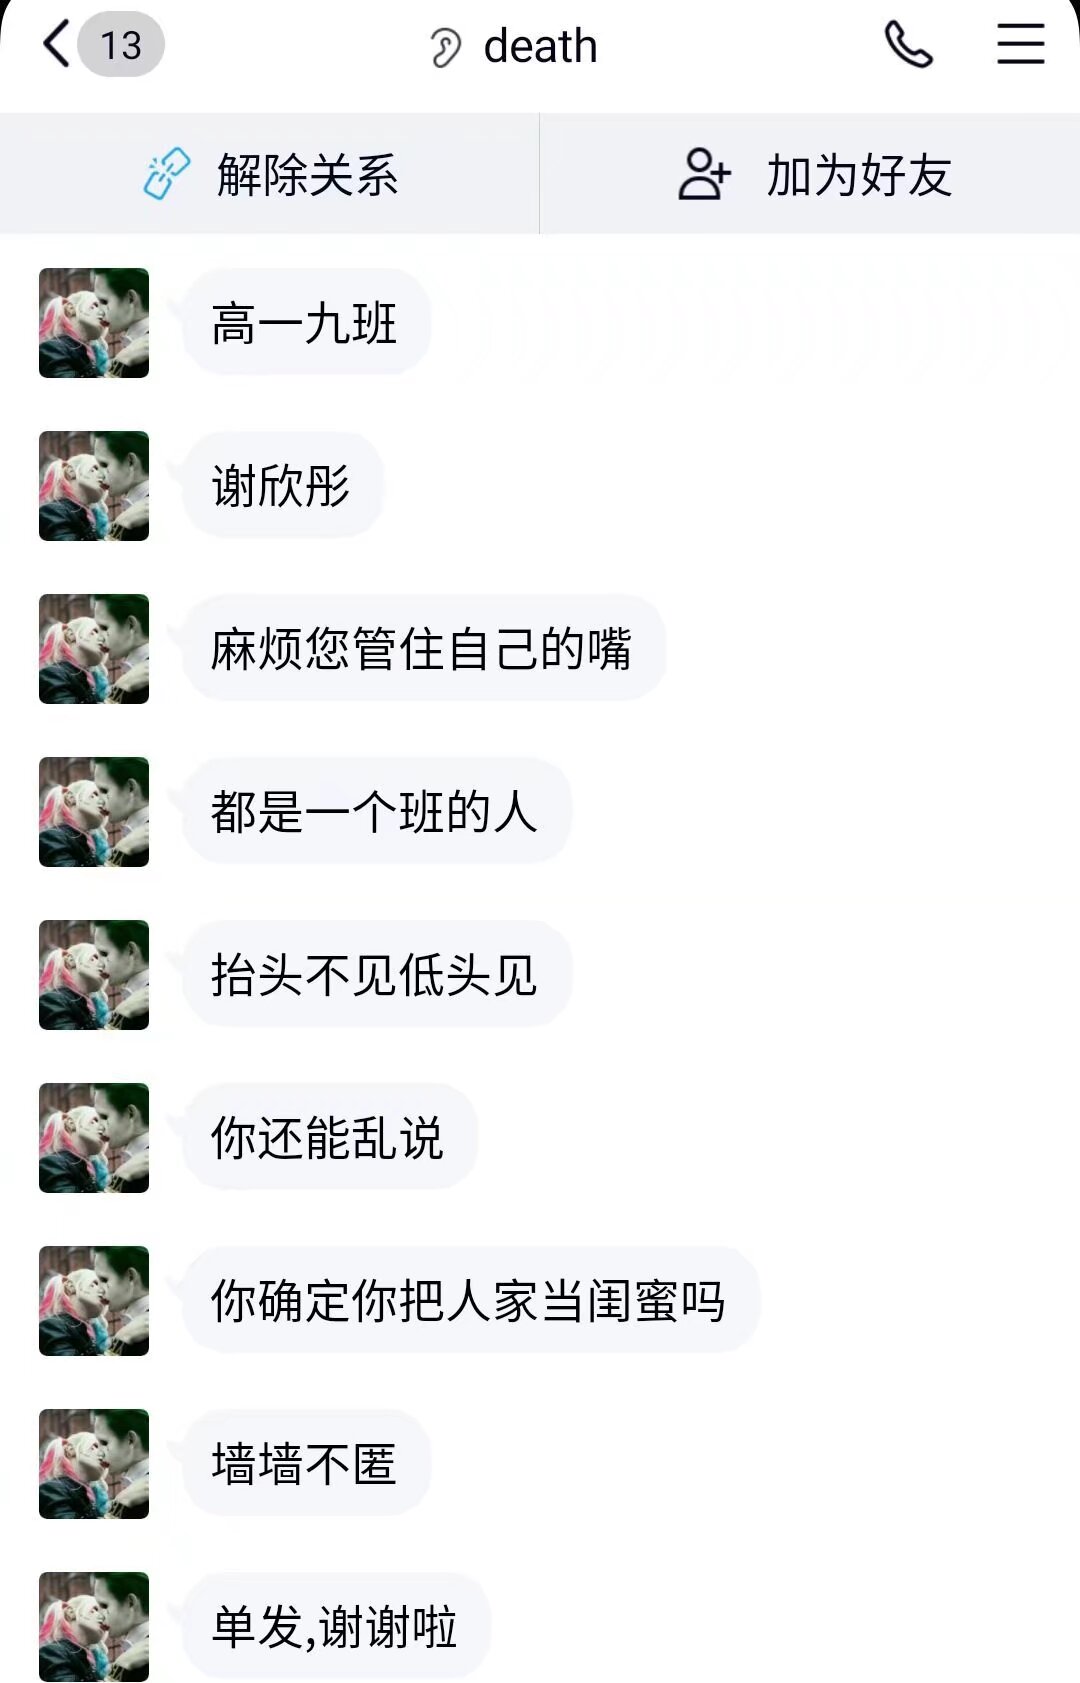 13
death
解除关系
加为好友
高一九班
谢欣彤
麻烦您管住自己的嘴
都是一个班的人
抬头不见低头见
你还能乱说
你确定你把人家当闺蜜吗
墙墙不匿
单发,谢谢啦